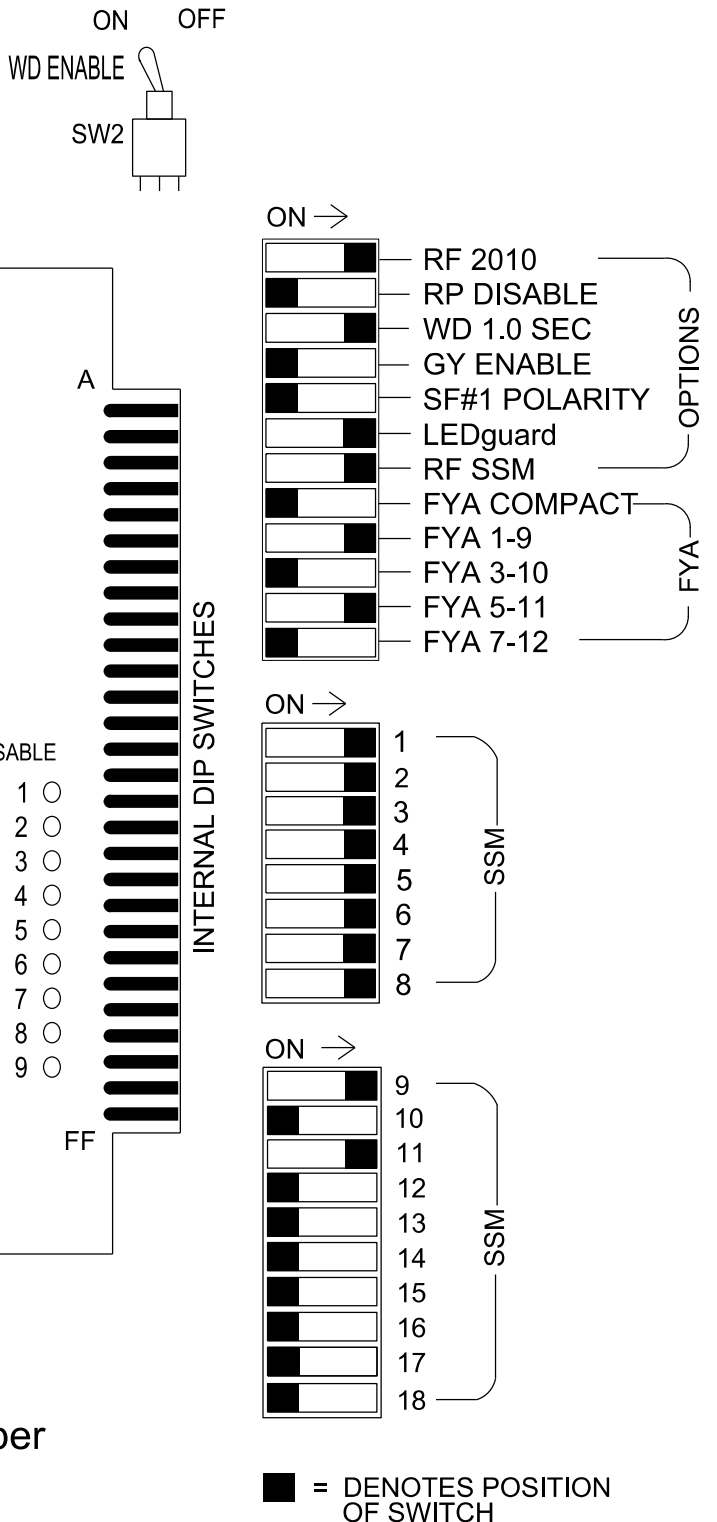 ON OFF
WD ENABLE
SW2
ON →
RF 2010
RP DISABLE
WD 1.0 SEC
GY ENABLE
SF#1 POLARITY
LEDguard
RF SSM
FYA COMPACT
FYA 1-9
FYA 3-10
FYA 5-11
FYA 7-12
OPTIONS
FYA
A
FF
INTERNAL DIP SWITCHES
SABLE
1
2
3
4
5
6
7
8
9
ON →
1
2
3
4
5
6
7
8
SSM
ON →
9
10
11
12
13
14
15
16
17
18
SSM
per
= DENOTES POSITION
OF SWITCH